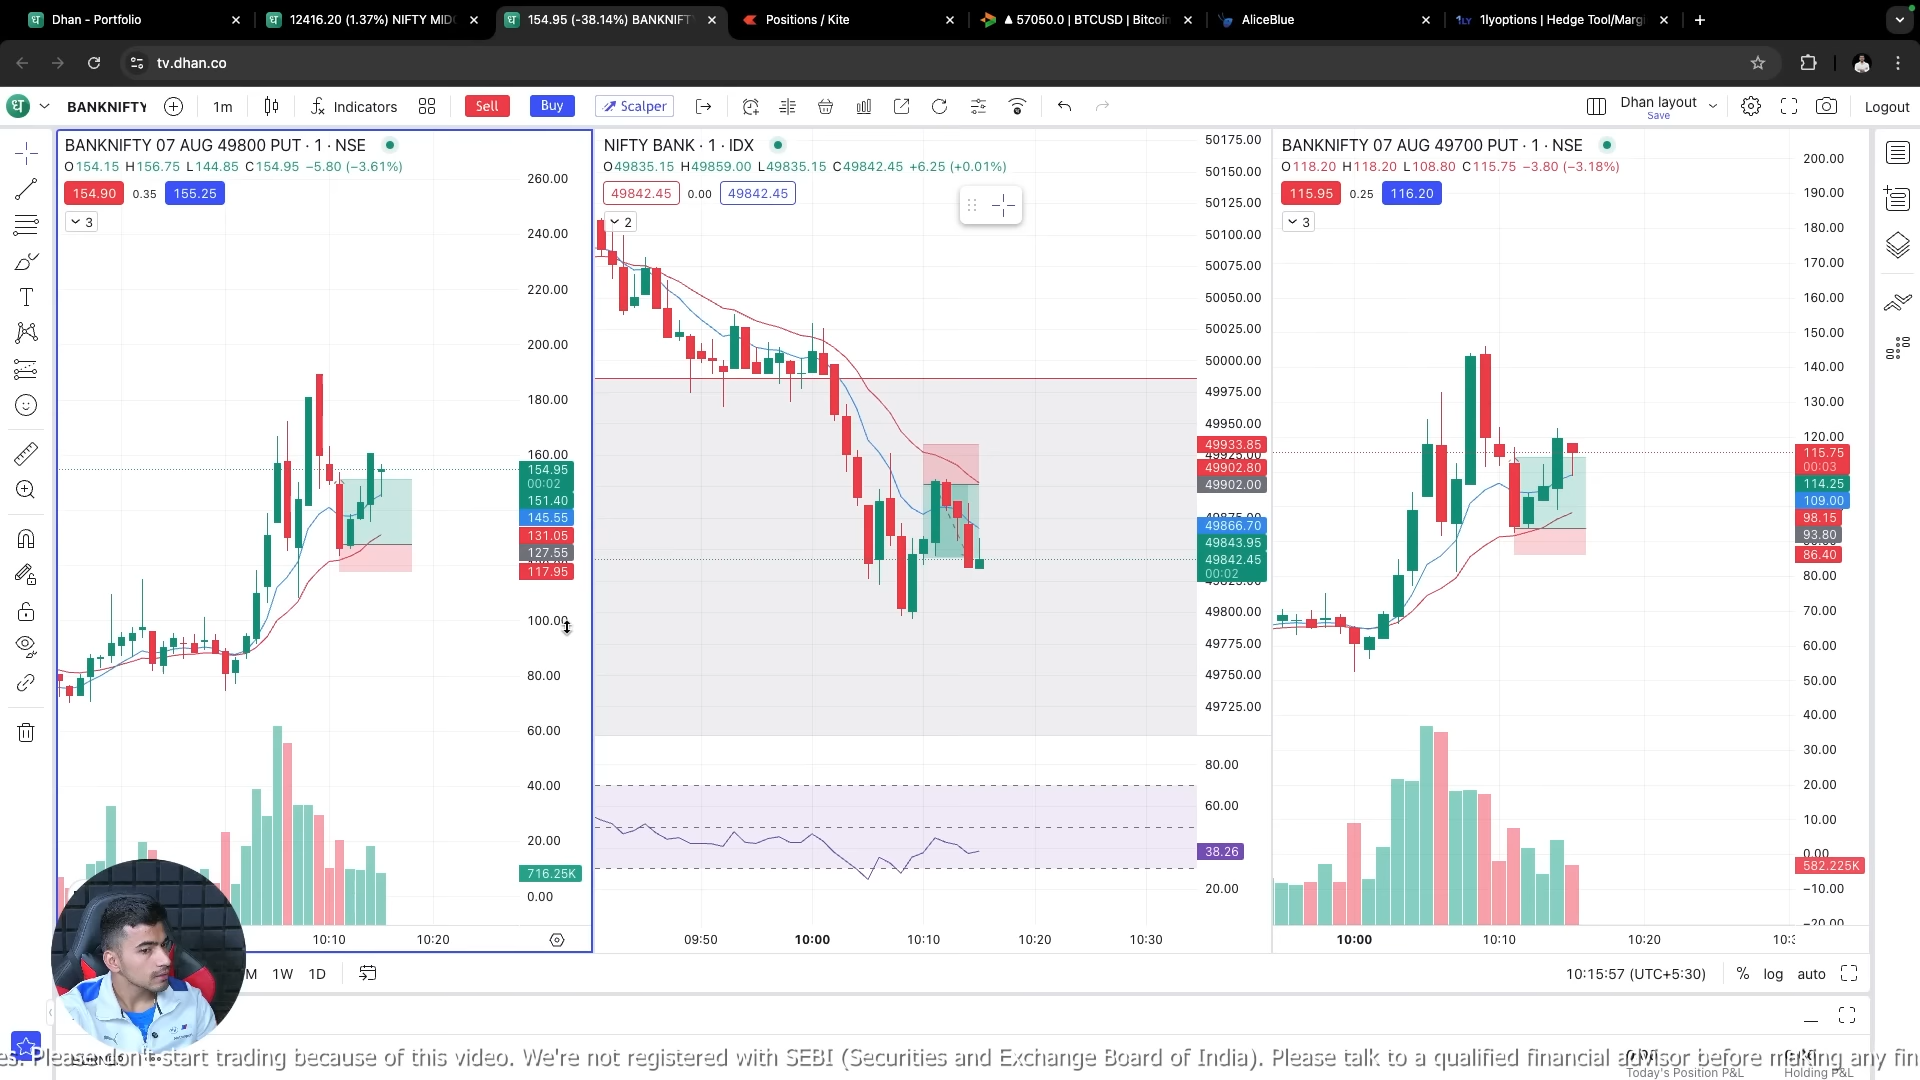 Dhan - Portfolio
12416.20 (1.37%) NIFTY MIDC
154.95 (-38.14%) BANKNIFT
Positions / Kite
▲ 57050.0 | BTCUSD | Bitcoin
AliceBlue
1LY 1lyoptions | Hedge Tool/Margi
tv.dhan.co
BANKNIFTY 1m Indicators Sell Buy Scalper Dhan layout Save Logout
BANKNIFTY 07 AUG 49800 PUT · 1 · NSE
O154.15 H156.75 L144.85 C154.95 −5.80 (−3.61%)
154.90 0.35 155.25
3
260.00
240.00
220.00
200.00
180.00
160.00
154.95
00:02
151.40
145.55
131.05
127.55
117.95
100.00
80.00
60.00
40.00
20.00
716.25K
0.00
10:10 10:20
NIFTY BANK · 1 · IDX
O49835.15 H49859.00 L49835.15 C49842.45 +6.25 (+0.01%)
49842.45 0.00 49842.45
2
50175.00
50150.00
50125.00
50100.00
50075.00
50050.00
50025.00
50000.00
49975.00
49950.00
49933.85
49902.80
49902.00
49866.70
49843.95
49842.45
00:02
49800.00
49775.00
49750.00
49725.00
80.00
60.00
38.26
20.00
09:50 10:00 10:10 10:20 10:30
BANKNIFTY 07 AUG 49700 PUT · 1 · NSE
O118.20 H118.20 L108.80 C115.75 −3.80 (−3.18%)
115.95 0.25 116.20
3
200.00
190.00
180.00
170.00
160.00
150.00
140.00
130.00
120.00
115.75
00:03
114.25
109.00
98.15
93.80
86.40
80.00
70.00
60.00
50.00
40.00
30.00
20.00
10.00
0.00
582.225K
−10.00
−20.00
10:00 10:10 10:20
M 1W 1D
10:15:57 (UTC+5:30) % log auto
es. Please don't start trading because of this video. We're not registered with SEBI (Securities and Exchange Board of India). Please talk to a qualified financial advisor before making any fin
Today's Position P&L Holding P&L